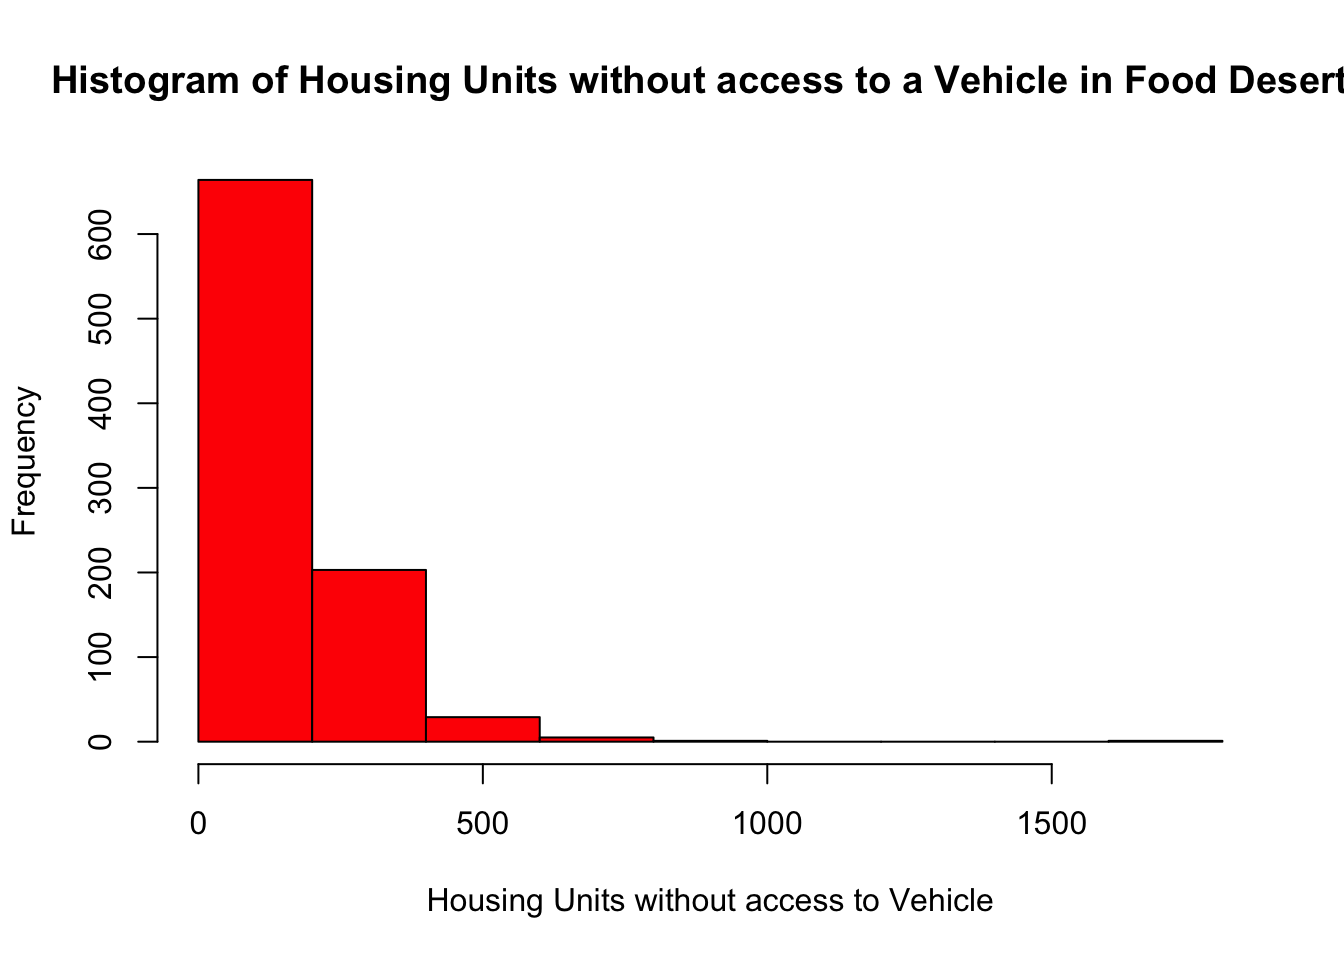 Histogram of Housing Units without access to a Vehicle in Food Desert
Frequency
600
500
400
300
200
100
0
0 500 1000 1500
Housing Units without access to Vehicle